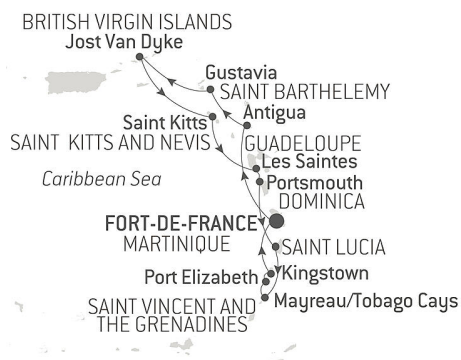 BRITISH VIRGIN ISLANDS
Jost Van Dyke
Gustavia
SAINT BARTHELEMY
Antigua
Saint Kitts
SAINT KITTS AND NEVIS
GUADELOUPE
Les Saintes
Caribbean Sea
Portsmouth
DOMINICA
FORT-DE-FRANCE
MARTINIQUE
SAINT LUCIA
Kingstown
Port Elizabeth
Mayreau/Tobago Cays
SAINT VINCENT AND
THE GRENADINES